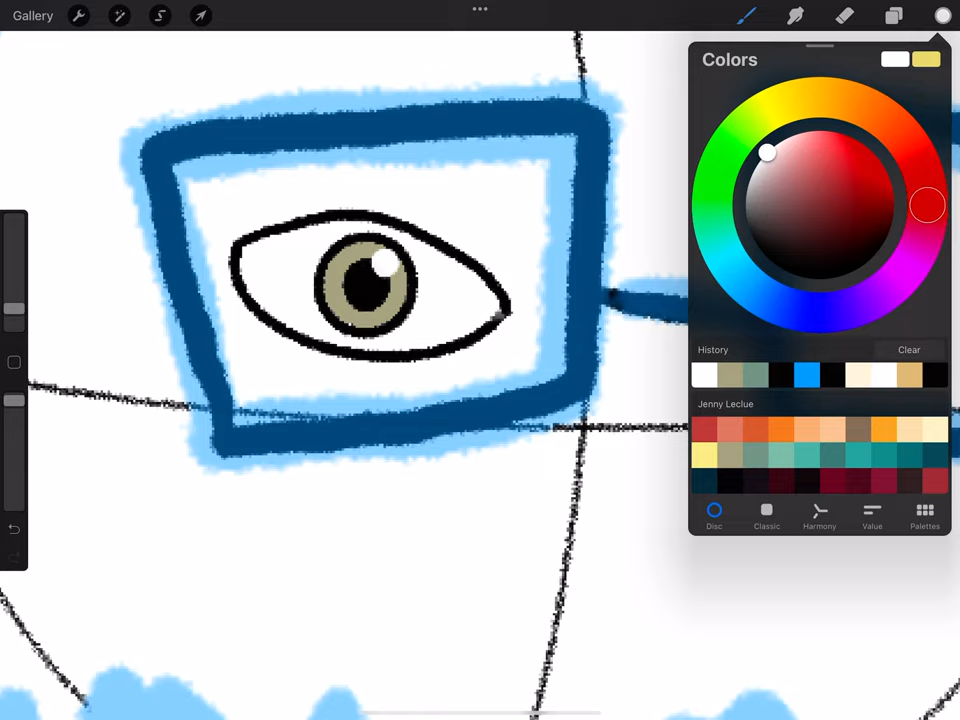 Gallery
Colors
History
Clear
Jenny Leclue
Disc
Classic
Harmony
Value
Palettes